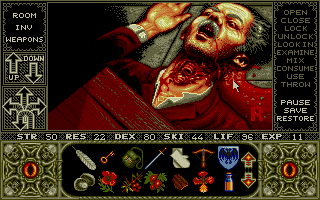 ROOM
INV
WEAPONS
UP
DOWN
OPEN
CLOSE
LOCK
UNLOCK
LOOK IN
EXAMINE
MIX
CONSUME
USE
THROW
PAUSE
SAVE
RESTORE
STR 50 RES 22 DEX 80 SKI 44 LIF 36 EXP 11